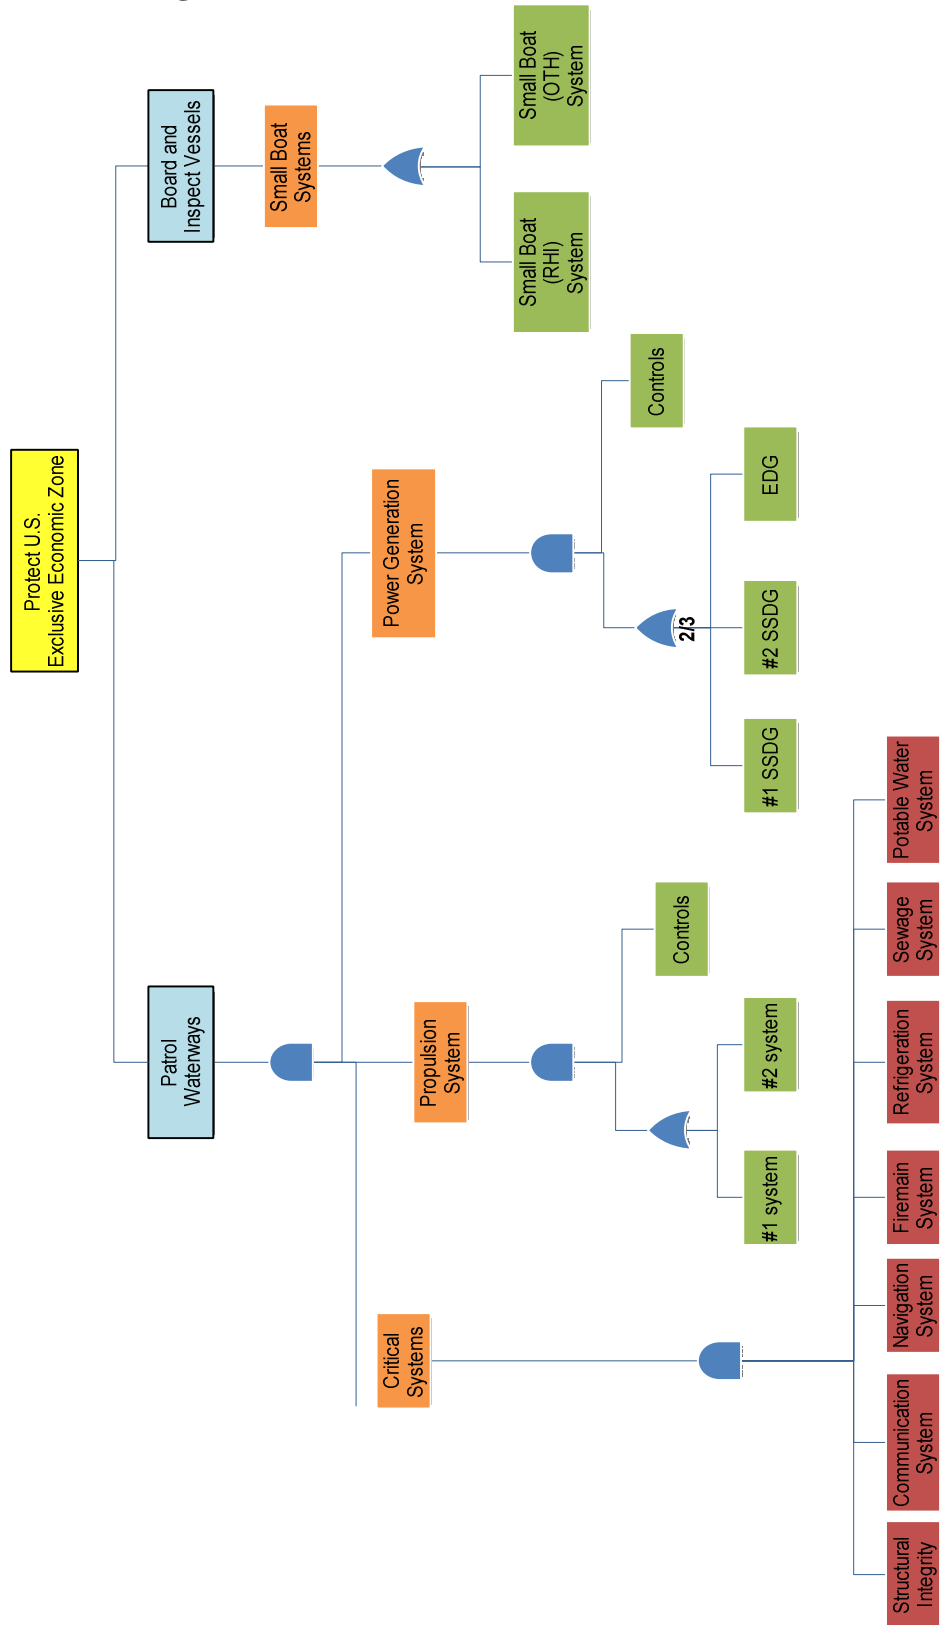 Protect U.S.
Exclusive Economic Zone
Patrol
Waterways
Board and
Inspect Vessels
Critical
Systems
Propulsion
System
Power Generation
System
Small Boat
Systems
Small Boat
(RHI)
System
Small Boat
(OTH)
System
Controls
Controls
2/3
#1 system
#2 system
#1 SSDG
#2 SSDG
EDG
Structural
Integrity
Communication
System
Navigation
System
Firemain
System
Refrigeration
System
Sewage
System
Potable Water
System